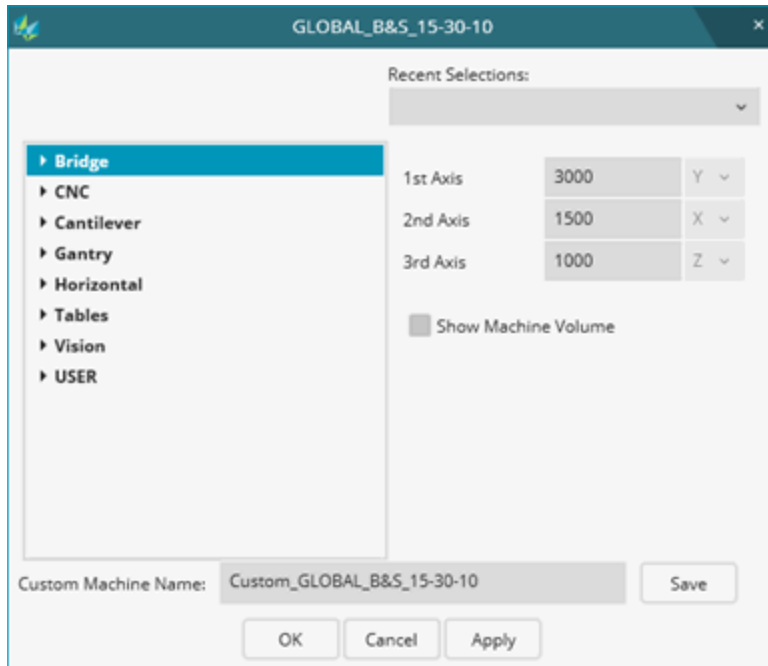 GLOBAL_B&S_15-30-10
Recent Selections:
Bridge
CNC
Cantilever
Gantry
Horizontal
Tables
Vision
USER
1st Axis 3000 Y
2nd Axis 1500 X
3rd Axis 1000 Z
Show Machine Volume
Custom Machine Name: Custom_GLOBAL_B&S_15-30-10 Save
OK Cancel Apply